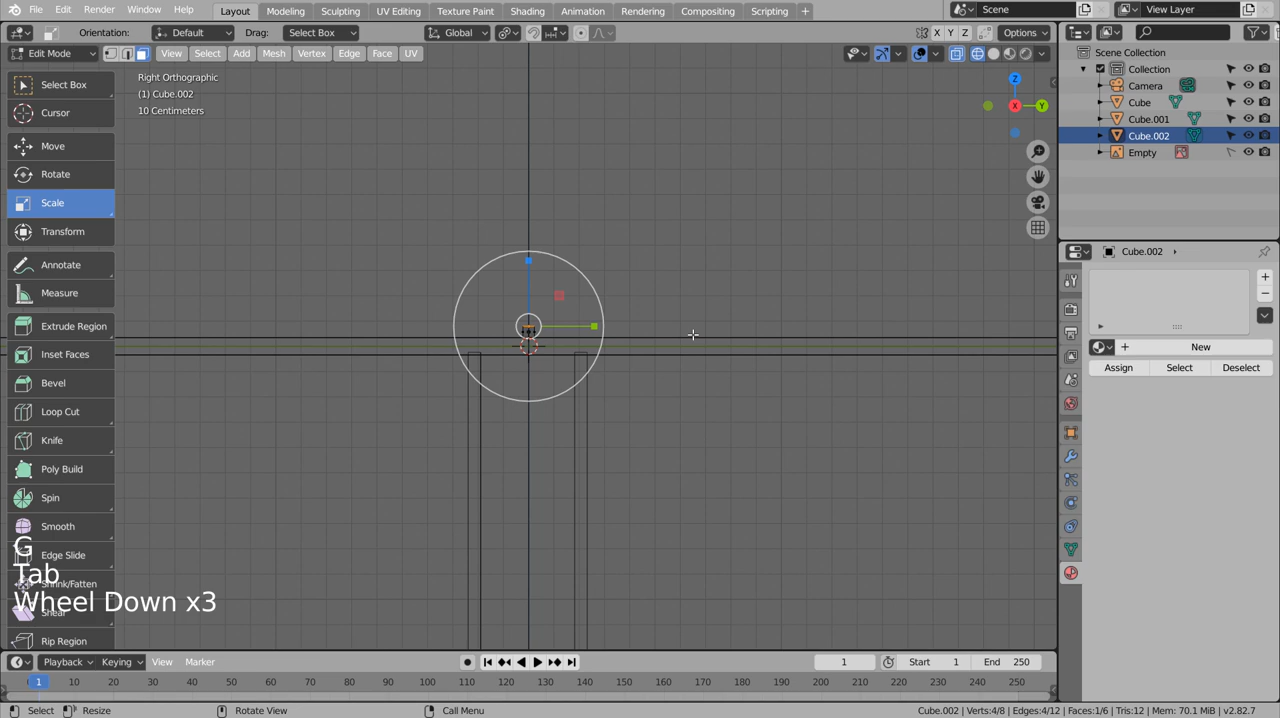 File Edit Render Window Help Layout Modeling Sculpting UV Editing Texture Paint Shading Animation Rendering Compositing Scripting + Scene View Layer
Orientation: Default Drag: Select Box Global X Y Z Options
Edit Mode View Select Add Mesh Vertex Edge Face UV
Right Orthographic
(1) Cube.002
10 Centimeters
Select Box
Cursor
Move
Rotate
Scale
Transform
Annotate
Measure
Extrude Region
Inset Faces
Bevel
Loop Cut
Knife
Poly Build
Spin
Smooth
Edge Slide
Shrink/Fatten
Shear
Rip Region
G
Tab
Wheel Down x3
Z
X
Y
Scene Collection
Collection
Camera
Cube
Cube.001
Cube.002
Empty
Cube.002
New
Assign Select Deselect
Playback Keying View Marker 1 Start 1 End 250
1 10 20 30 40 50 60 70 80 90 100 110 120 130 140 150 160 170 180 190 200 210 220 230 240 250
Select Resize Rotate View Call Menu Cube.002 | Verts:4/8 | Edges:4/12 | Faces:1/6 | Tris:12 | Mem: 70.1 MiB | v2.82.7